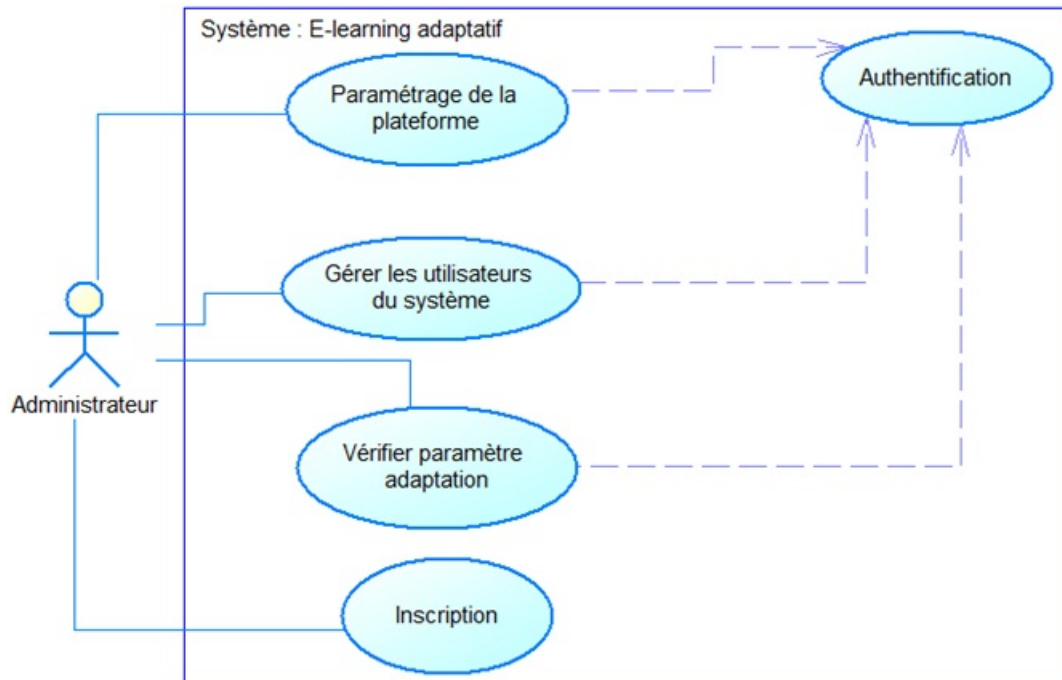 Système : E-learning adaptatif
Paramétrage de la
plateforme
Authentification
Gérer les utilisateurs
du système
Administrateur
Vérifier paramètre
adaptation
Inscription